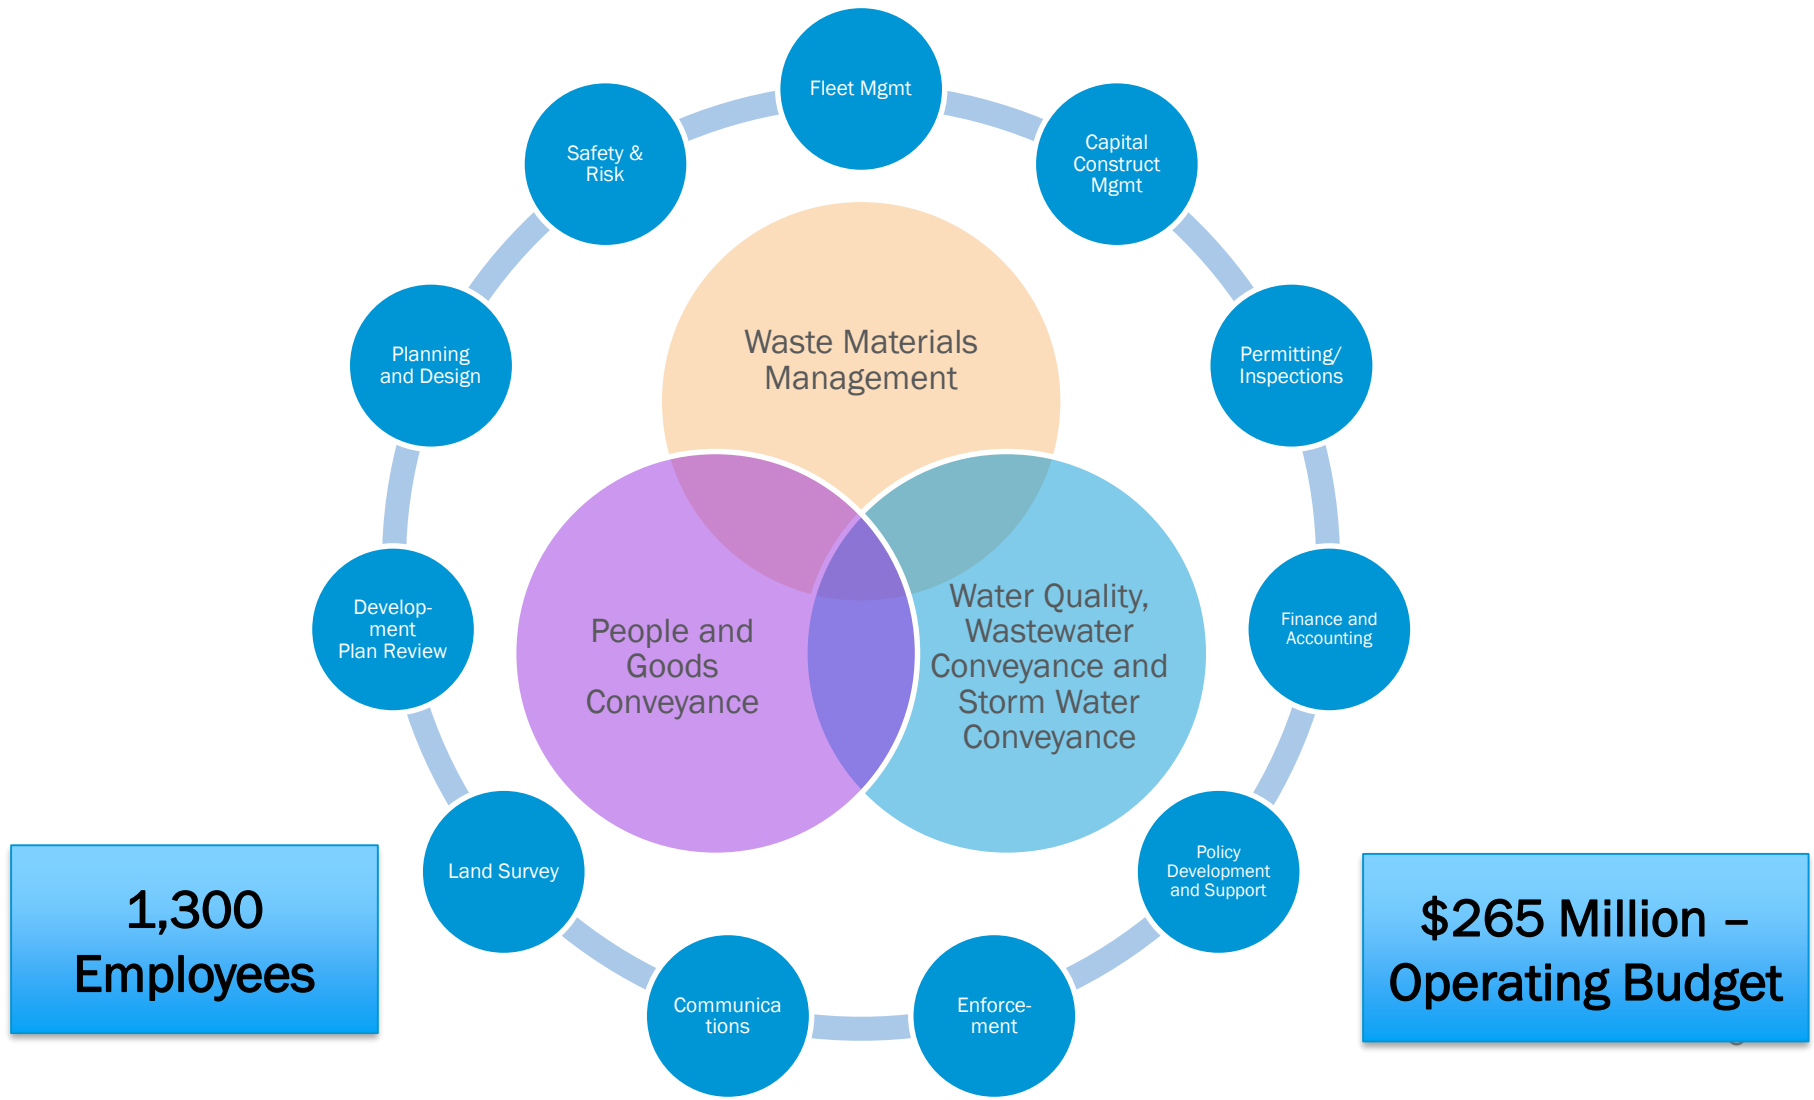 Fleet Mgmt
Capital
Construct
Mgmt
Permitting/
Inspections
Finance and
Accounting
Policy
Development
and Support
Enforce-
ment
Communica
tions
Land Survey
Develop-
ment
Plan Review
Planning
and Design
Safety &
Risk
Waste Materials
Management
People and
Goods
Conveyance
Water Quality,
Wastewater
Conveyance and
Storm Water
Conveyance
1,300
Employees
$265 Million –
Operating Budget